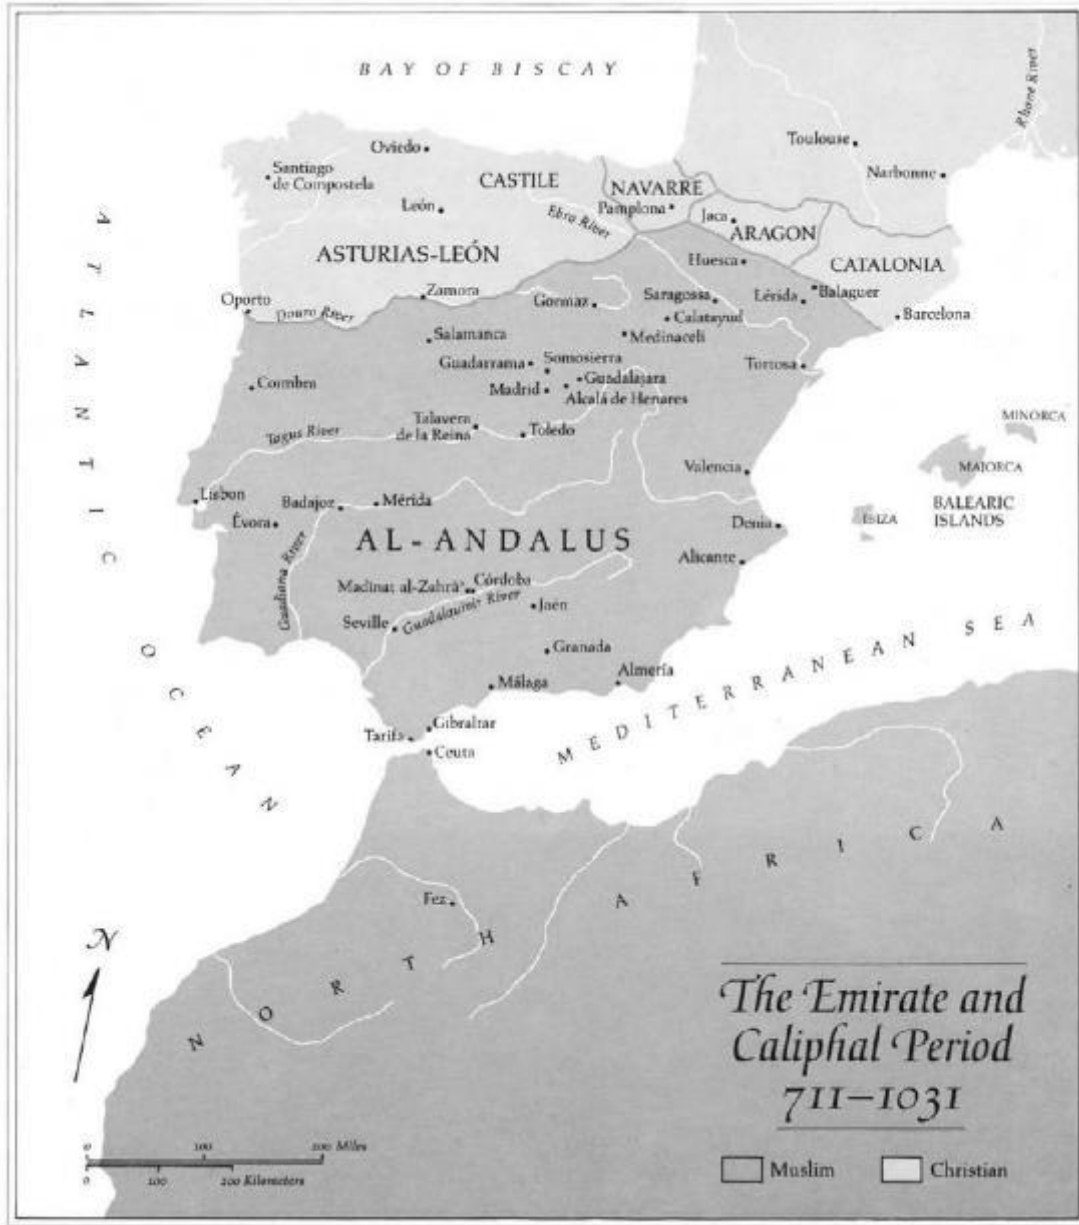 BAY OF BISCAY
Rhone River
Toulouse
Narbonne
Oviedo
Santiago
de Compostela
CASTILE
NAVARRE
Pamplona
León
Ebro River
Jaca
ARAGON
ASTURIAS-LEÓN
Huesca
CATALONIA
Zamora
Oporto
Douro River
Gormaz
Saragossa
Lérida
Balaguer
Calatayud
Barcelona
Salamanca
Medinaceli
Guadarrama
Somosierra
Tortosa
Coimbra
Madrid
Guadalajara
Alcalá de Henares
Talavera
de la Reina
Tagus River
Toledo
MINORCA
MAJORCA
Valencia
Lisbon
Badajoz
Mérida
BALEARIC
ISLANDS
IBIZA
Évora
Denia
AL-ANDALUS
Alicante
Guadiana River
Madīnat al-Zahrā'
Córdoba
Guadalquivir River
Jaén
Seville
Granada
Almería
Málaga
Gibraltar
Tarifa
Ceuta
ATLANTIC OCEAN
MEDITERRANEAN SEA
Fez
NORTH AFRICA
N
The Emirate and
Caliphal Period
711–1031
0 100 200 Miles
0 100 200 Kilometers
Muslim
Christian